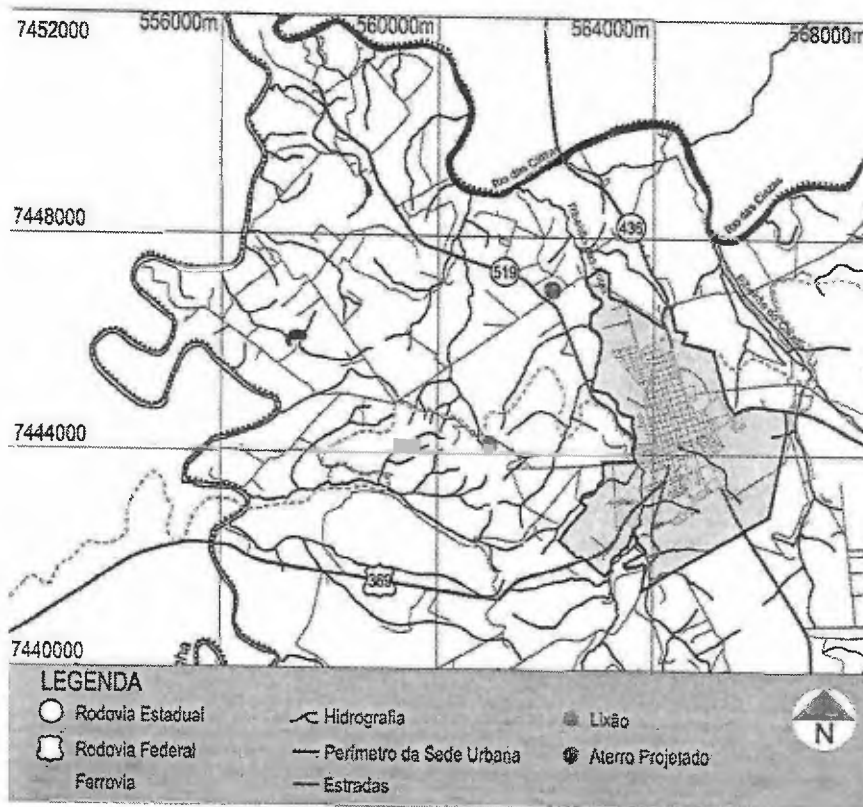 7452000
556000m
560000m
564000m
568000m
Rio das Cinzas
Rio das Cinzas
7448000
436
519
7444000
369
7440000
LEGENDA
Rodovia Estadual
Rodovia Federal
Ferrovia
Hidrografia
Perímetro da Sede Urbana
Estradas
Lixão
Aterro Projetado
N